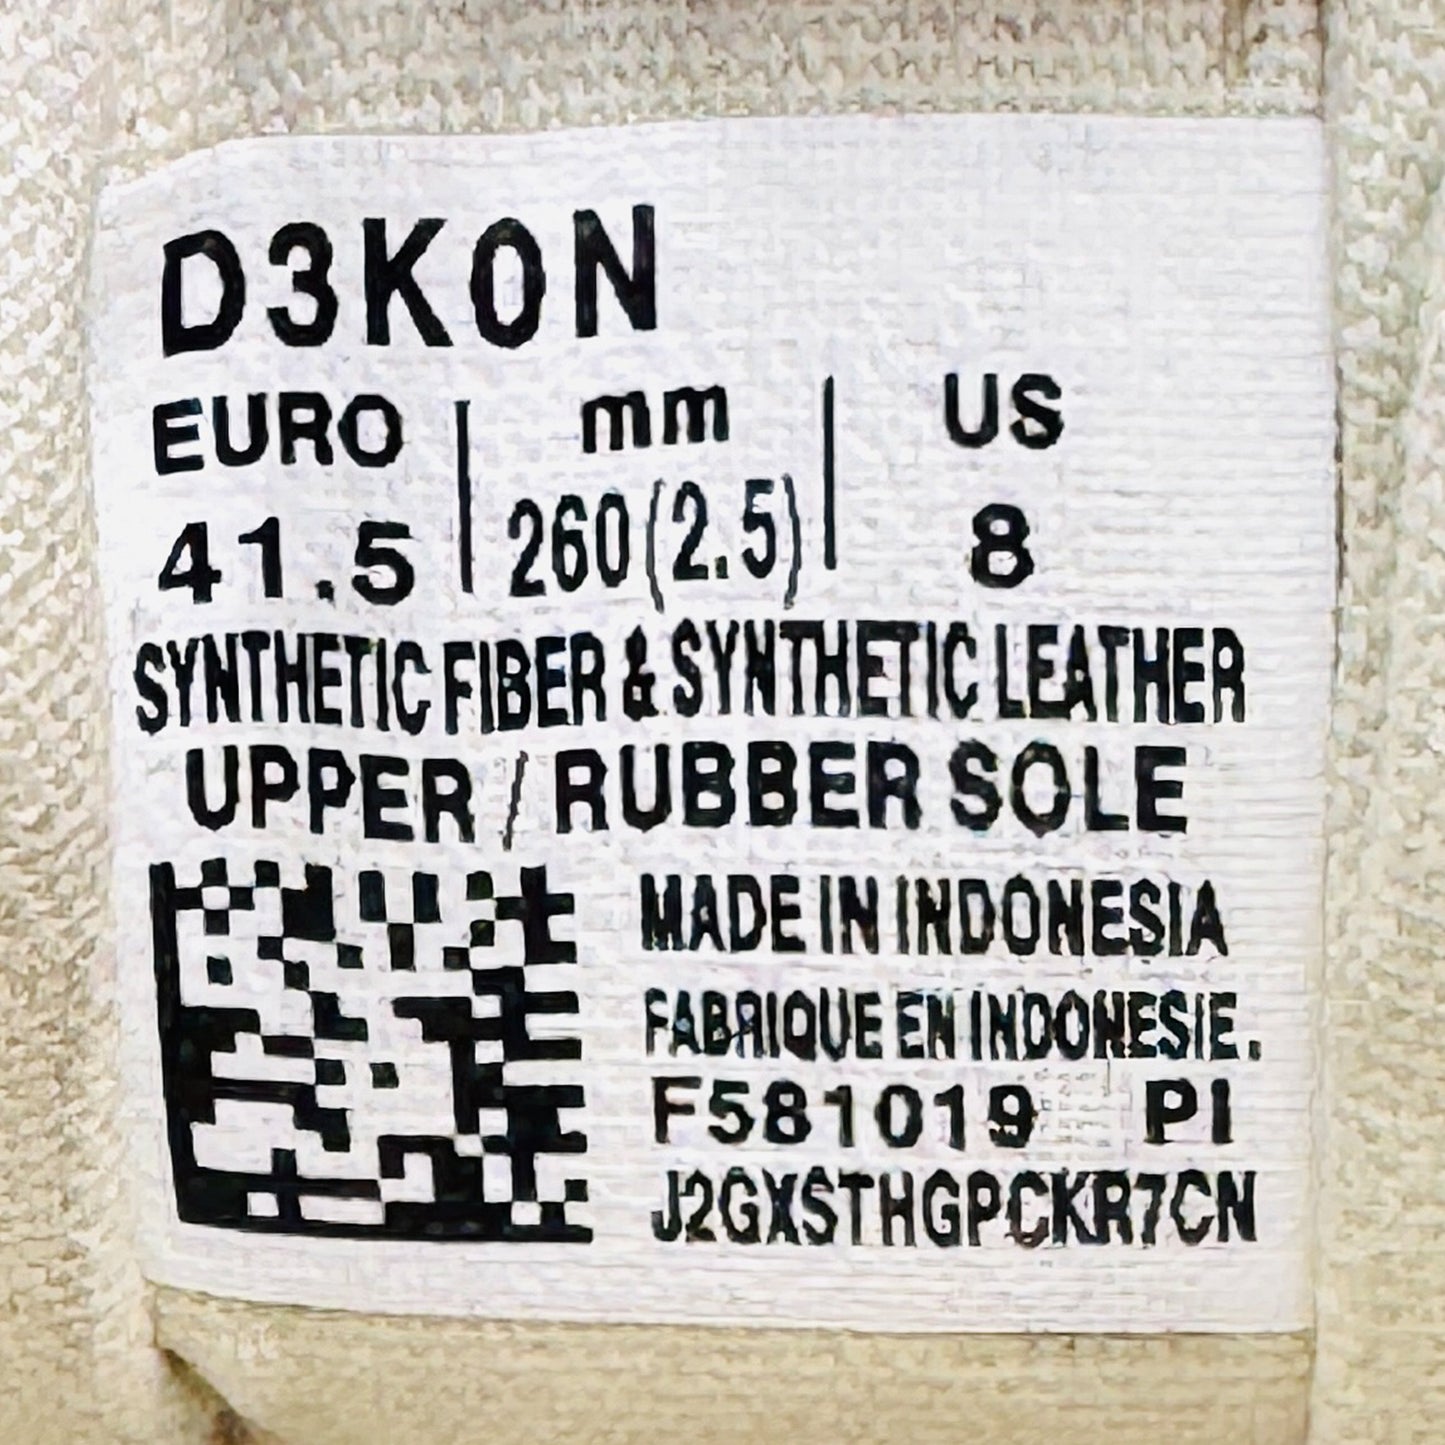 D3K0N
EURO | mm | US
41.5 | 260(2.5) | 8
SYNTHETIC FIBER & SYNTHETIC LEATHER
UPPER / RUBBER SOLE
MADE IN INDONESIA
FABRIQUE EN INDONESIE.
F581019 PI
J2GXSTHGPCKR7CN